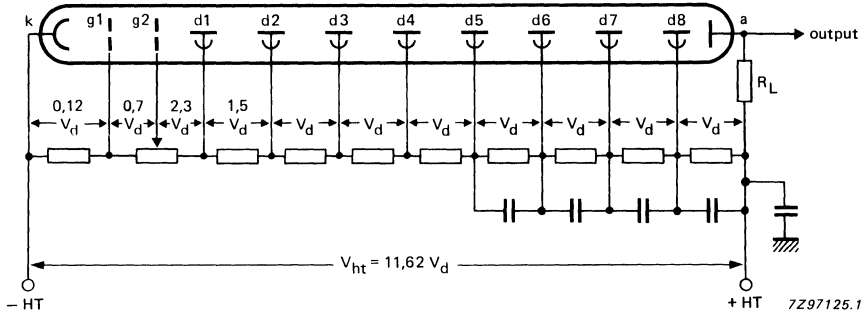 k g1 g2 d1 d2 d3 d4 d5 d6 d7 d8 a output
R_L
0,12 0,7 2,3 1,5
V_d V_d V_d V_d V_d V_d V_d V_d V_d V_d V_d
V_ht = 11,62 V_d
– HT + HT 7Z97125.1